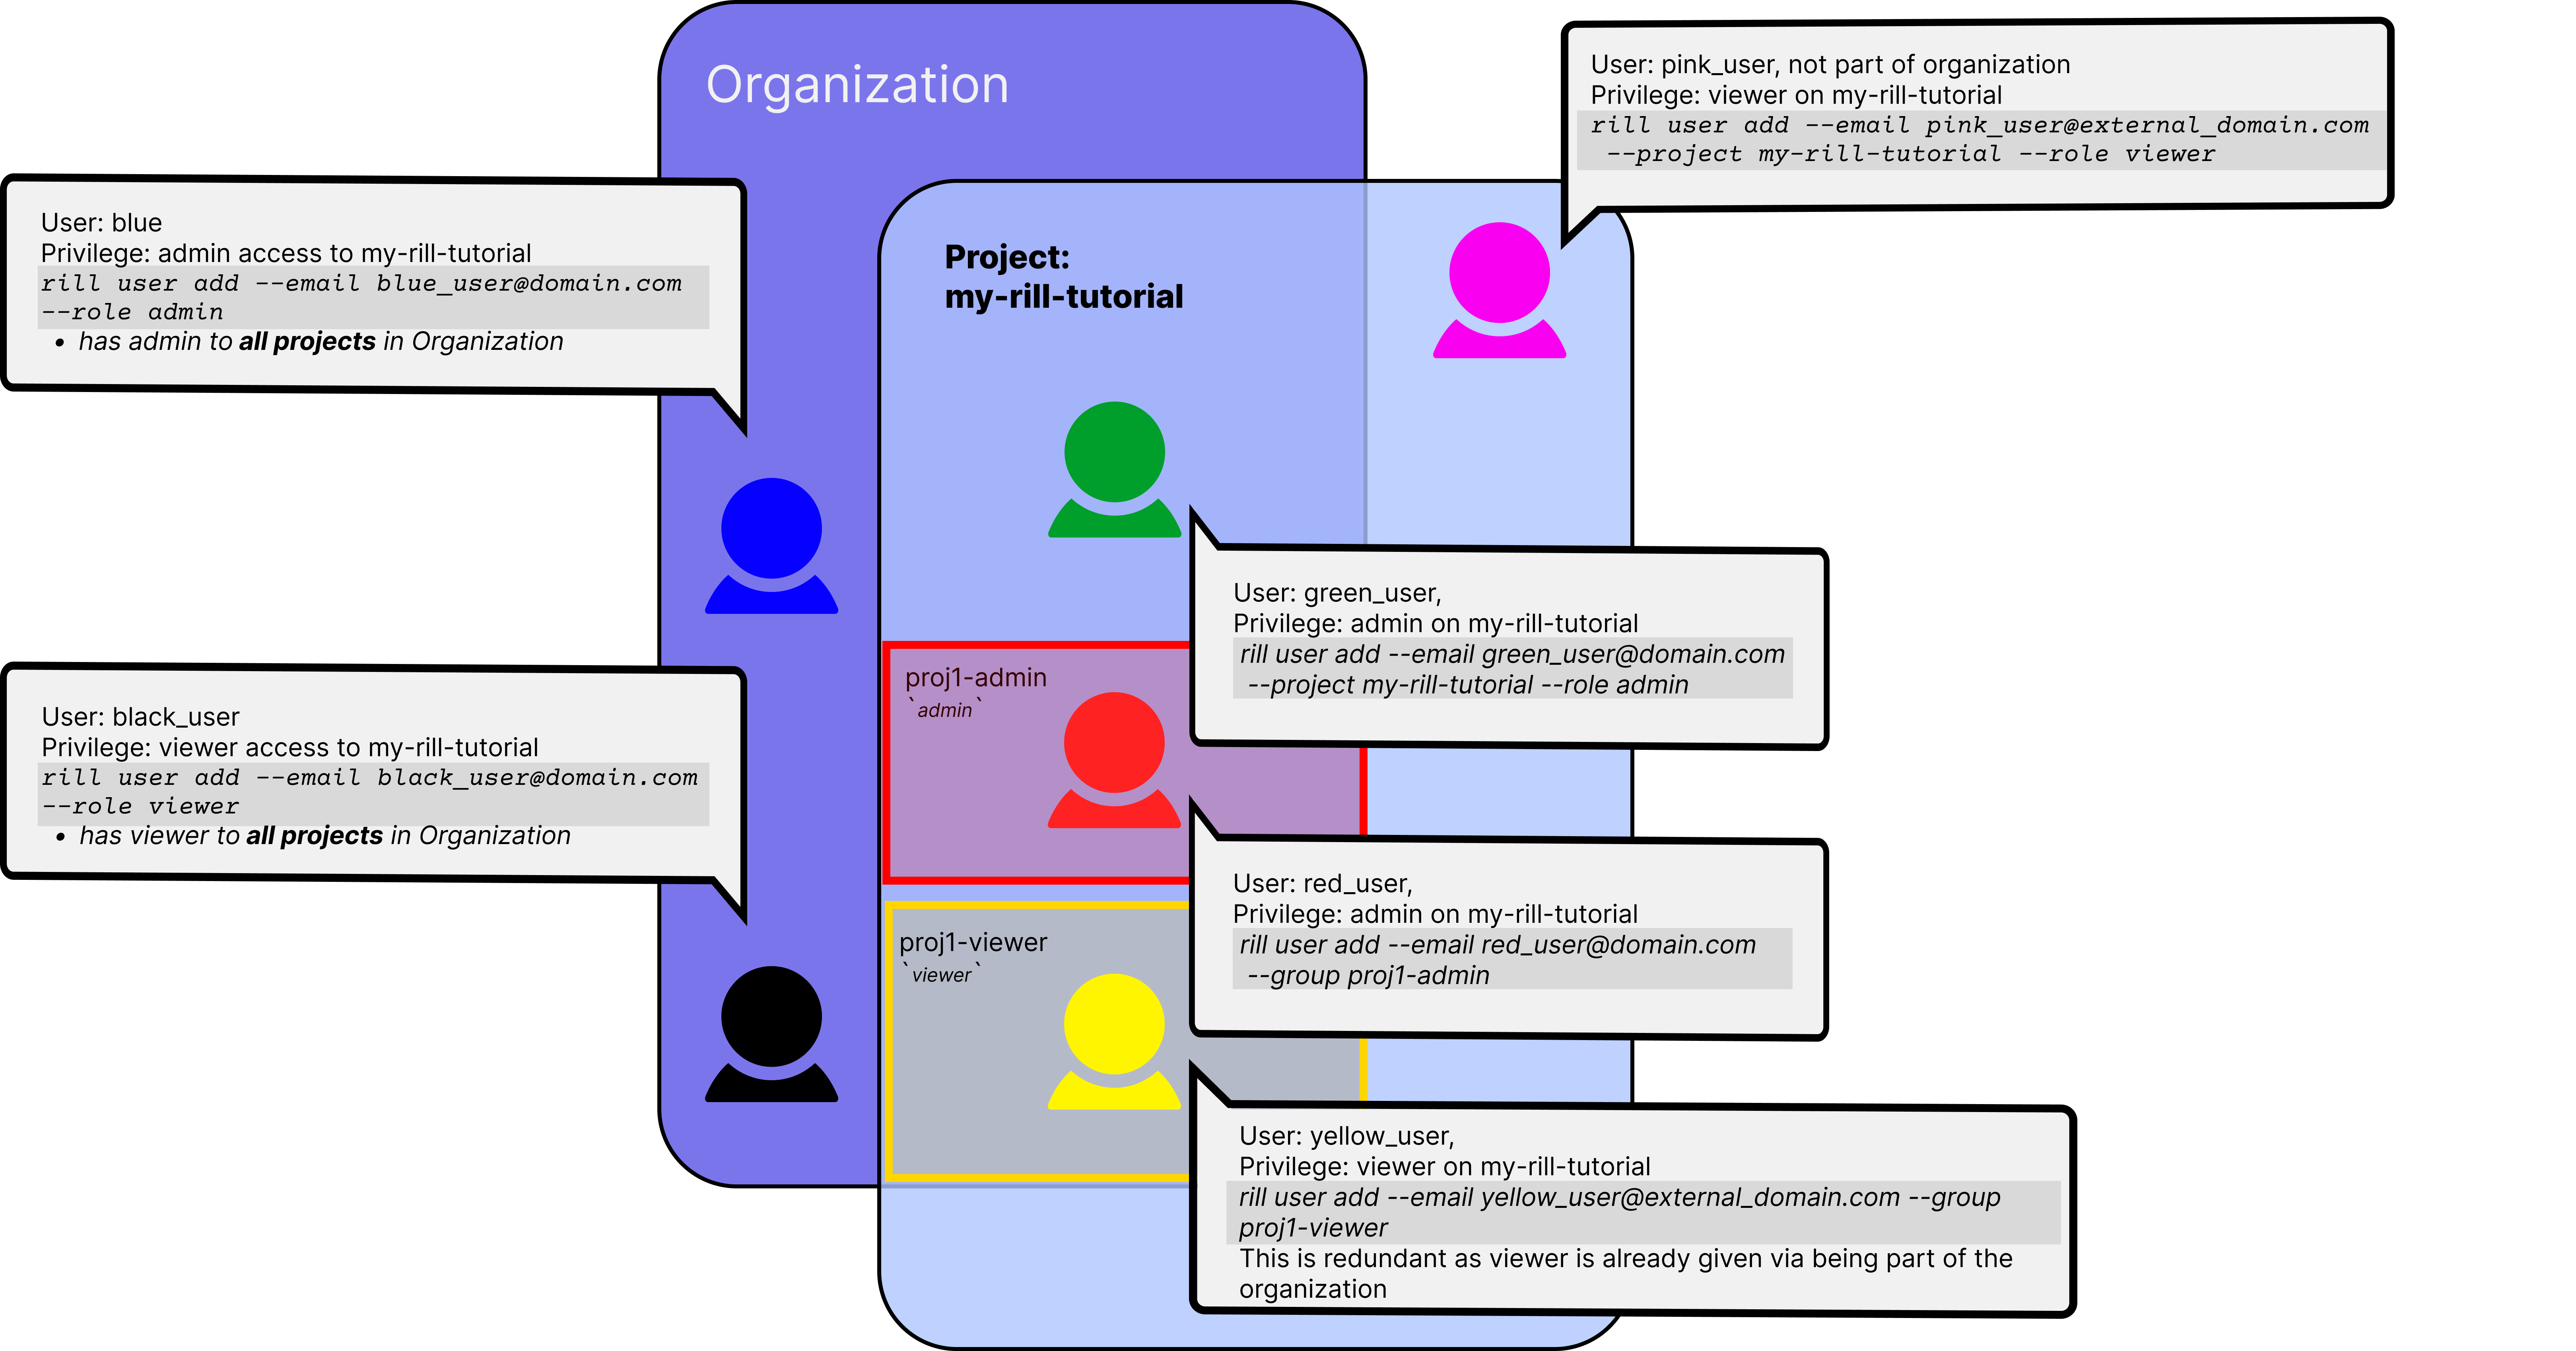 Organization
User: pink_user, not part of organization
Privilege: viewer on my-rill-tutorial
rill user add --email pink_user@external_domain.com
--project my-rill-tutorial --role viewer
User: blue
Privilege: admin access to my-rill-tutorial
rill user add --email blue_user@domain.com
--role admin
• has admin to all projects in Organization
Project:
my-rill-tutorial
User: green_user,
Privilege: admin on my-rill-tutorial
rill user add --email green_user@domain.com
--project my-rill-tutorial --role admin
proj1-admin
`admin`
User: black_user
Privilege: viewer access to my-rill-tutorial
rill user add --email black_user@domain.com
--role viewer
• has viewer to all projects in Organization
User: red_user,
Privilege: admin on my-rill-tutorial
rill user add --email red_user@domain.com
--group proj1-admin
proj1-viewer
`viewer`
User: yellow_user,
Privilege: viewer on my-rill-tutorial
rill user add --email yellow_user@external_domain.com --group
proj1-viewer
This is redundant as viewer is already given via being part of the
organization